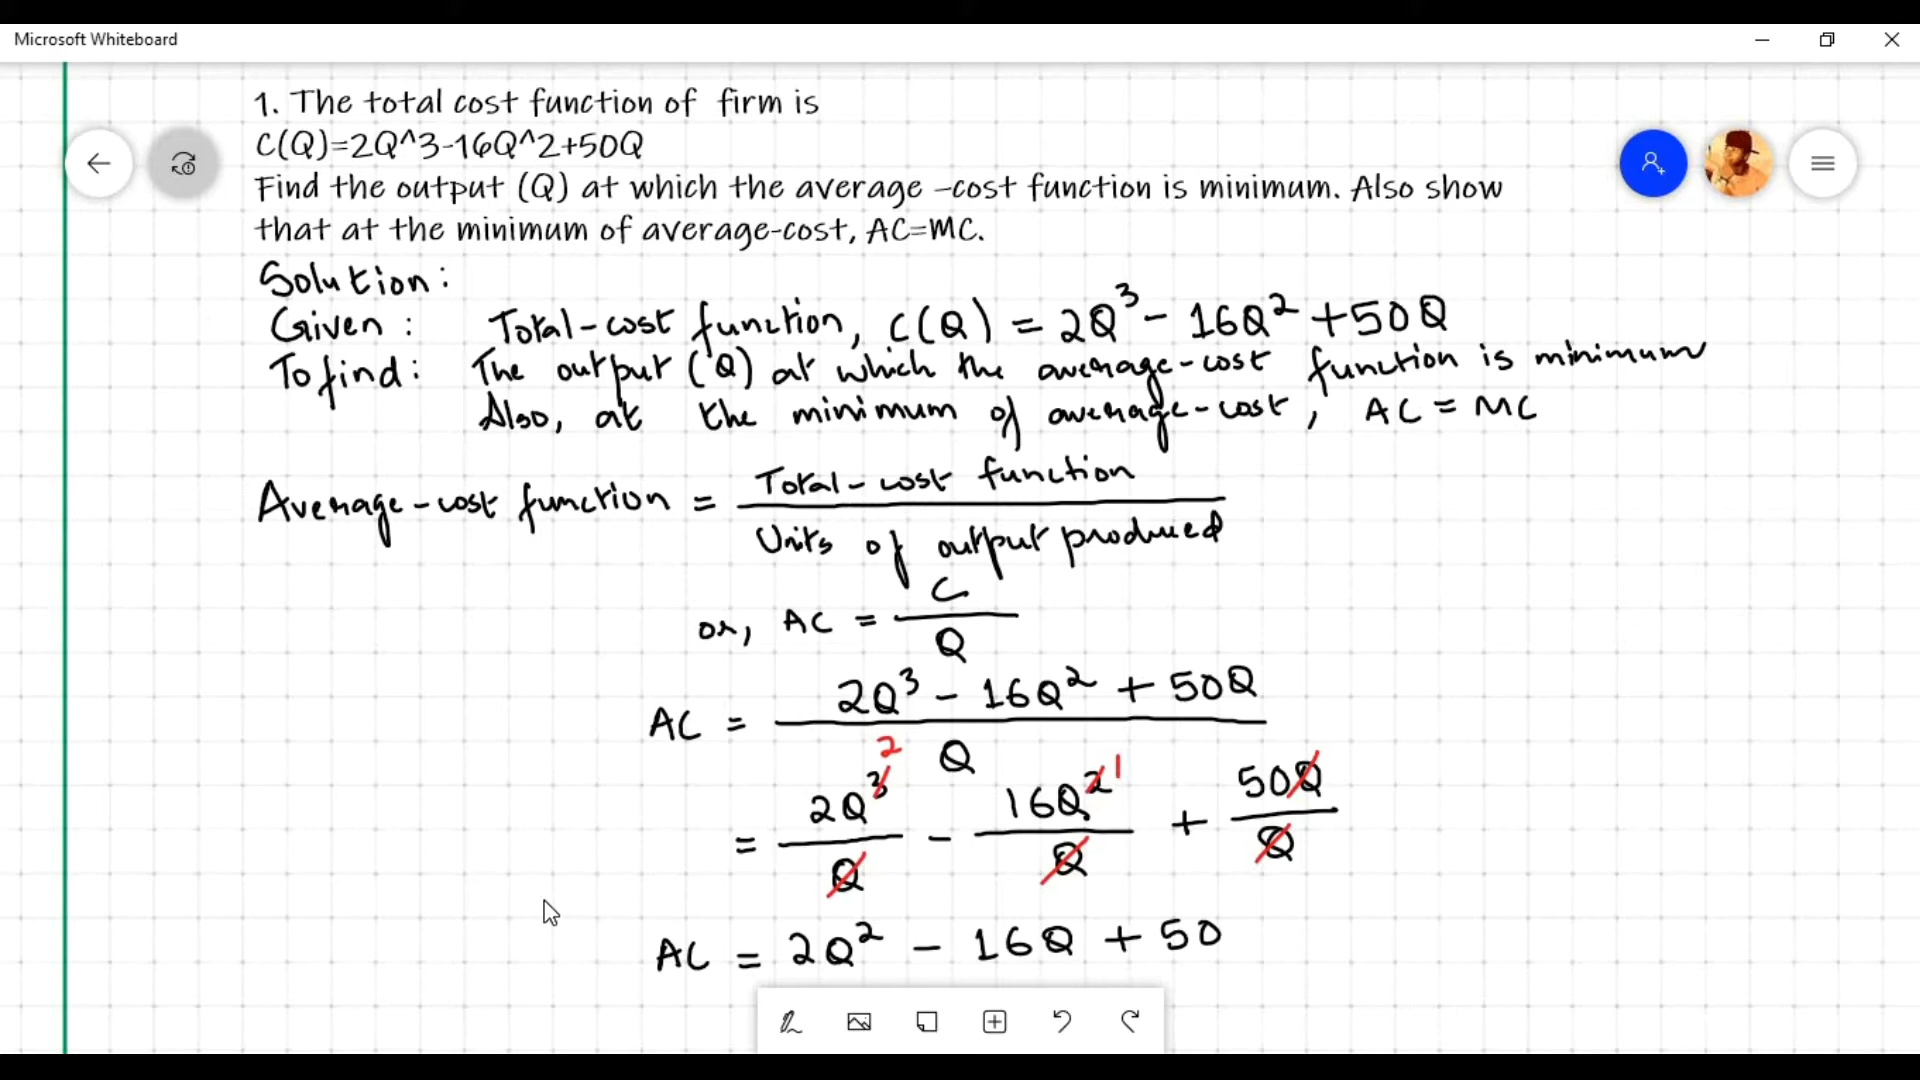 Microsoft Whiteboard
1. The total cost function of firm is
C(Q)=2Q^3-16Q^2+50Q
Find the output (Q) at which the average -cost function is minimum. Also show
that at the minimum of average-cost, AC=MC.
Solution:
Given : Total-cost function, C(Q) = 2Q³ - 16Q² + 50Q
To find: The output (Q) at which the average-cost function is minimum
Also, at the minimum of average-cost, AC = MC
Average-cost function = Total-cost function
Units of output produced
or, AC = C
Q
AC = 2Q³ - 16Q² + 50Q
Q
2 1
= 2Q³ - 16Q² + 50Q
Q Q Q
AC = 2Q² - 16Q + 50